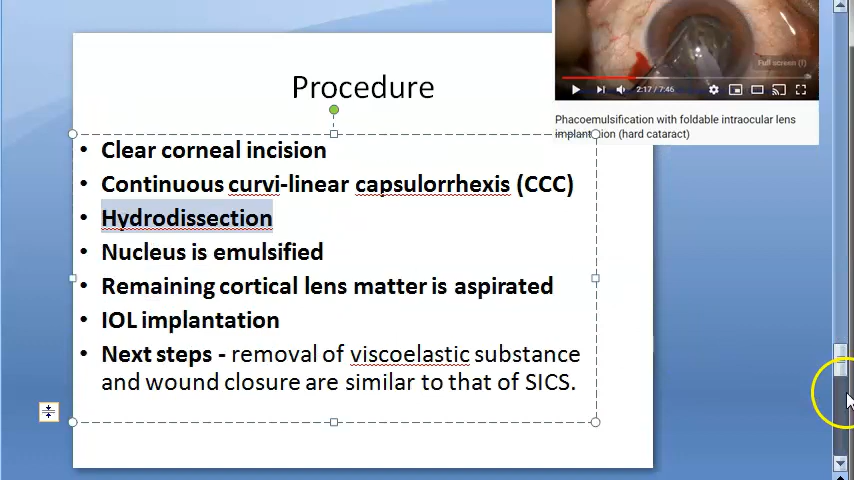 Procedure
• Clear corneal incision
• Continuous curvi-linear capsulorrhexis (CCC)
• Hydrodissection
• Nucleus is emulsified
• Remaining cortical lens matter is aspirated
• IOL implantation
• Next steps - removal of viscoelastic substance
and wound closure are similar to that of SICS.
Full screen (f)
2:17 / 7:46
Phacoemulsification with foldable intraocular lens
implantation (hard cataract)